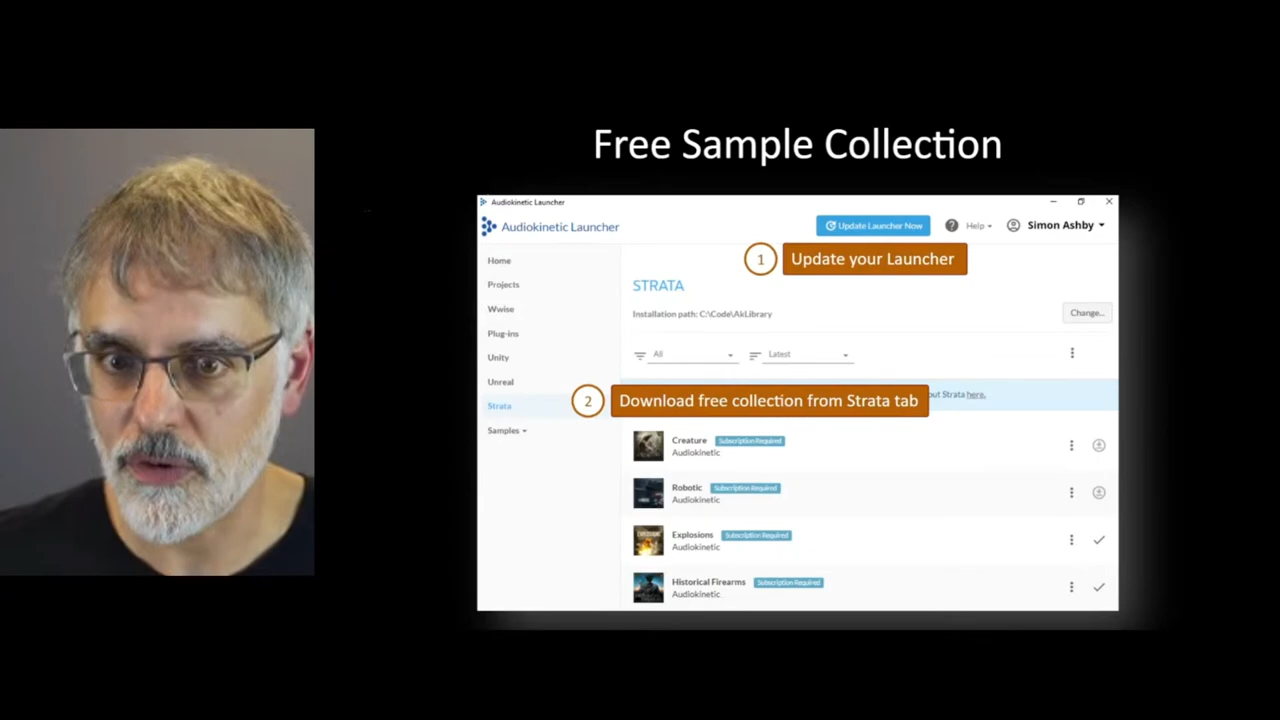 Free Sample Collection
Audiokinetic Launcher
Audiokinetic Launcher
Update Launcher Now
Help
Simon Ashby
1 Update your Launcher
Home
Projects
Wwise
Plug-ins
Unity
Unreal
Strata
Samples
STRATA
Installation path: C:\Code\AkLibrary
Change...
All
Latest
2 Download free collection from Strata tab
out Strata here.
Creature Subscription Required
Audiokinetic
Robotic Subscription Required
Audiokinetic
Explosions Subscription Required
Audiokinetic
Historical Firearms Subscription Required
Audiokinetic